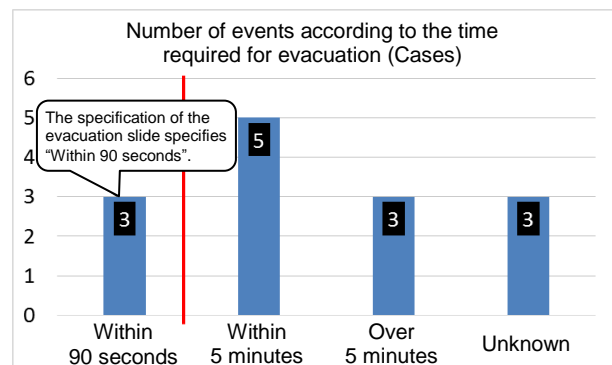 Number of events according to the time
required for evacuation (Cases)
6
5
4
3
2
1
0
The specification of the
evacuation slide specifies
“Within 90 seconds”.
3
5
3
3
Within
90 seconds
Within
5 minutes
Over
5 minutes
Unknown